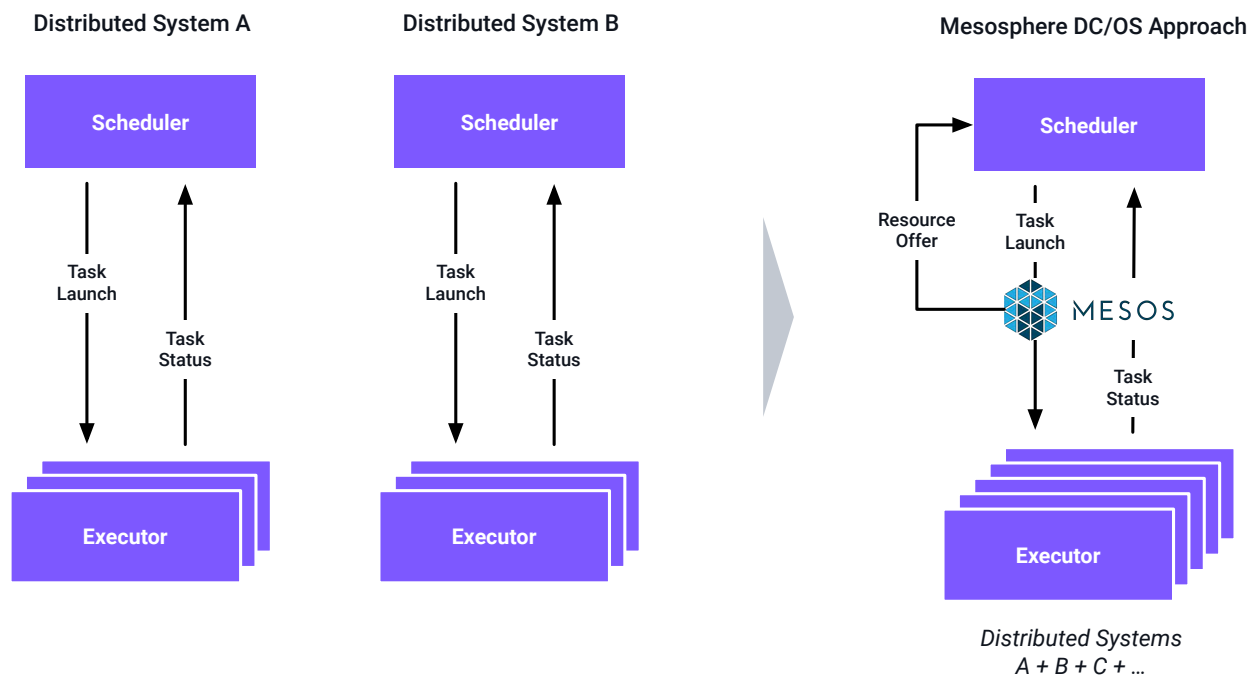 Distributed System A
Scheduler
Task
Launch
Task
Status
Executor
Distributed System B
Scheduler
Task
Launch
Task
Status
Executor
Mesosphere DC/OS Approach
Scheduler
Resource
Offer
Task
Launch
MESOS
Task
Status
Executor
Distributed Systems
A + B + C + …